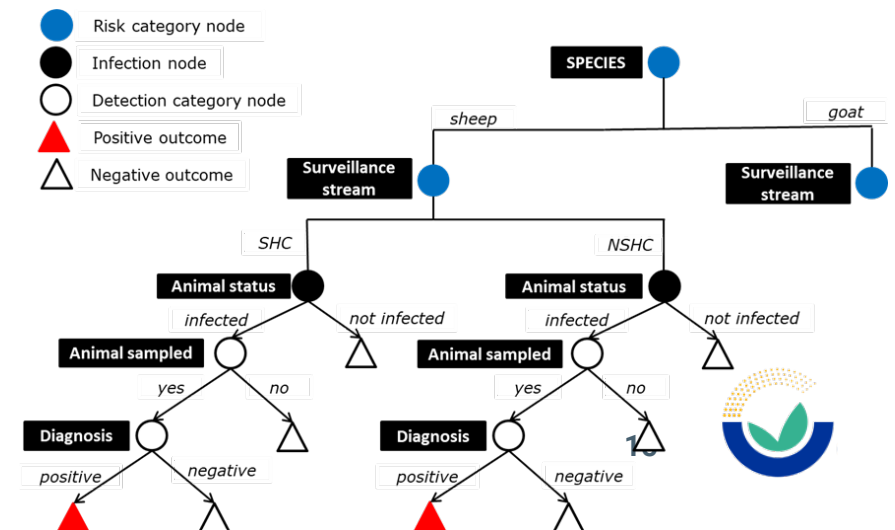 Risk category node
Infection node
Detection category node
Positive outcome
Negative outcome
SPECIES
sheep
goat
Surveillance
stream
Surveillance
stream
SHC
NSHC
Animal status
Animal status
infected
not infected
infected
not infected
Animal sampled
Animal sampled
yes
no
yes
no
Diagnosis
Diagnosis
positive
negative
positive
negative